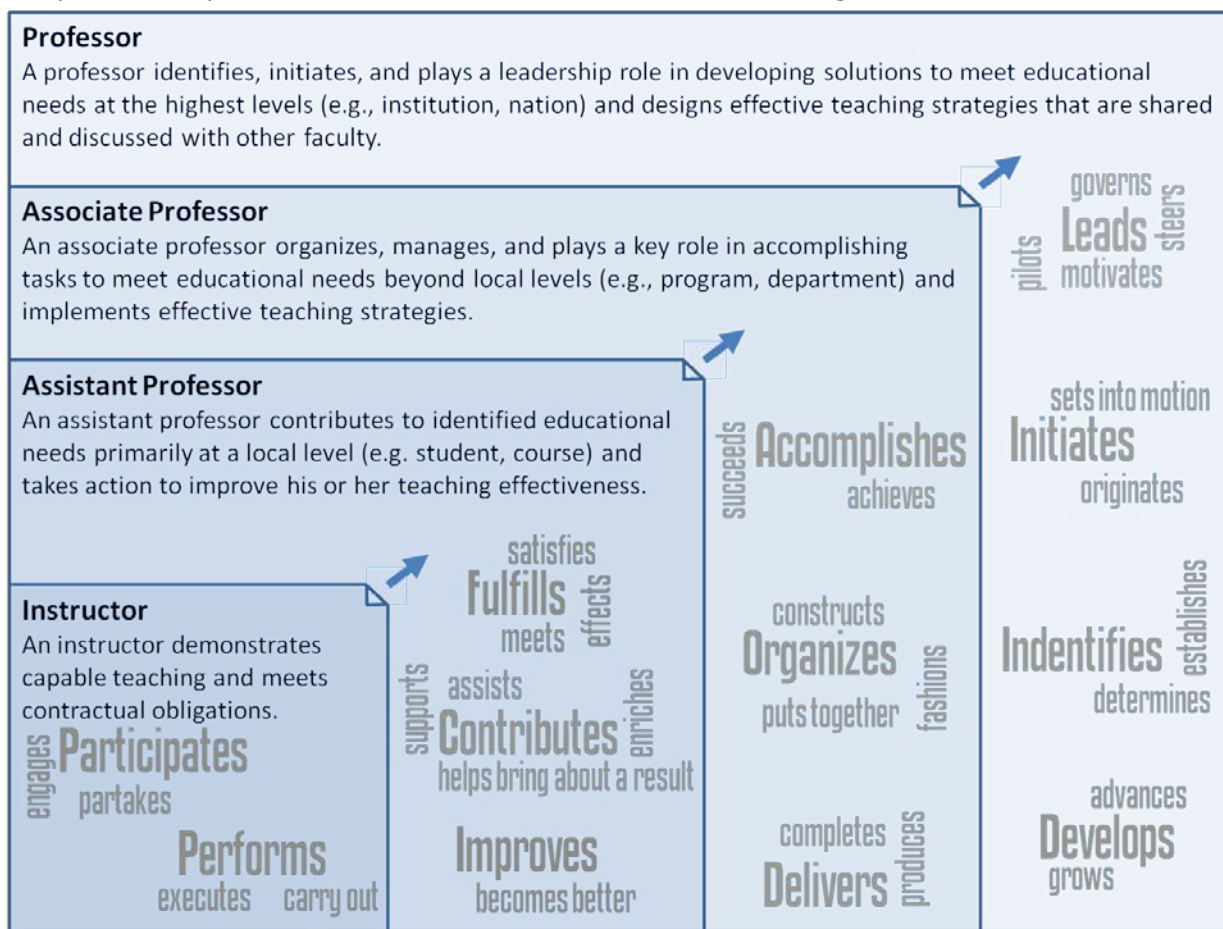 Professor
A professor identifies, initiates, and plays a leadership role in developing solutions to meet educational
needs at the highest levels (e.g., institution, nation) and designs effective teaching strategies that are shared
and discussed with other faculty.
governs
steers
Leads
pilots
motivates
Associate Professor
An associate professor organizes, manages, and plays a key role in accomplishing
tasks to meet educational needs beyond local levels (e.g., program, department) and
implements effective teaching strategies.
sets into motion
Initiates
originates
Assistant Professor
An assistant professor contributes to identified educational
needs primarily at a local level (e.g. student, course) and
takes action to improve his or her teaching effectiveness.
succeeds
Accomplishes
achieves
establishes
Indentifies
determines
constructs
Organizes
fashions
puts together
satisfies
Fulfills
effects
meets
supports
assists
Contributes
enriches
helps bring about a result
Instructor
An instructor demonstrates
capable teaching and meets
contractual obligations.
engages
Participates
partakes
Performs
executes
carry out
Improves
becomes better
completes
produces
Delivers
advances
Develops
grows